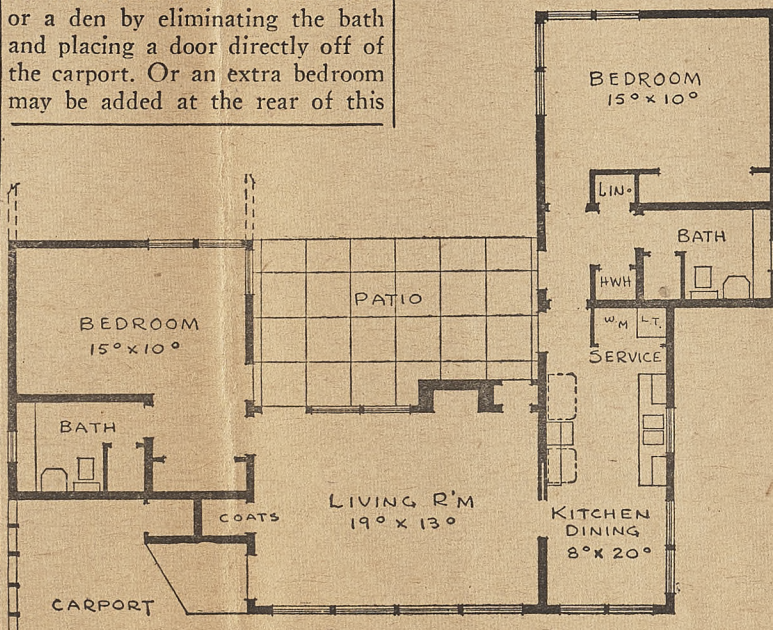 or a den by eliminating the bath
and placing a door directly off of
the carport. Or an extra bedroom
may be added at the rear of this
BEDROOM
15° x 10°
LIN.
BATH
HWH
PATIO
BEDROOM
15° x 10°
WM
L.T.
SERVICE
BATH
LIVING R'M
19° x 13°
COATS
KITCHEN
DINING
8° x 20°
CARPORT